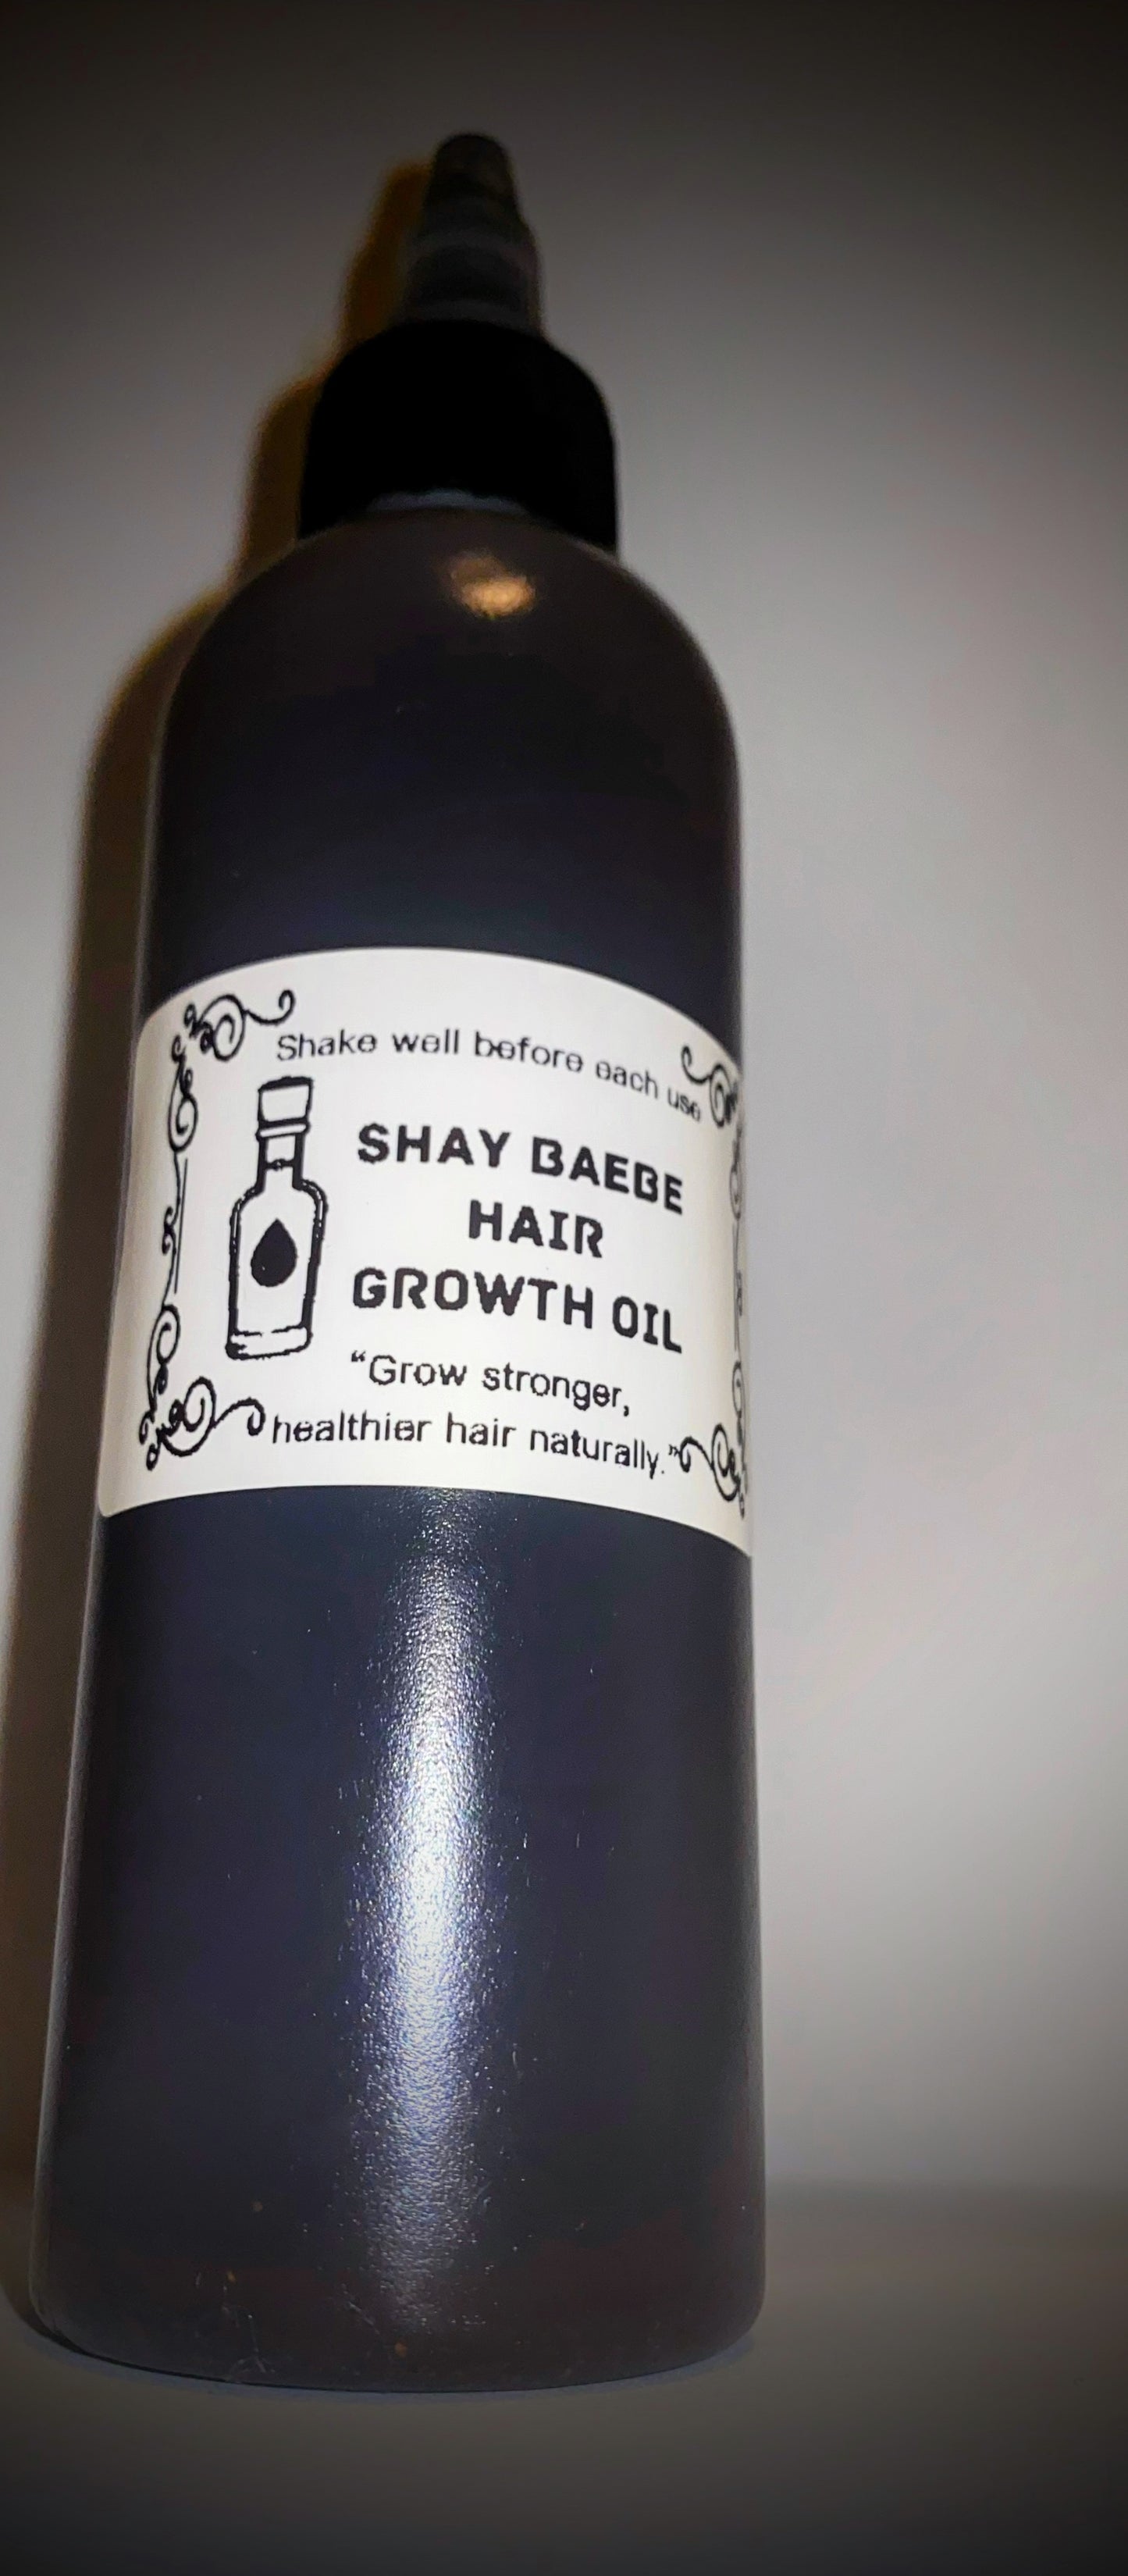 Shake well before each use
SHAY BAEBE
HAIR
GROWTH OIL
“Grow stronger,
healthier hair naturally.”